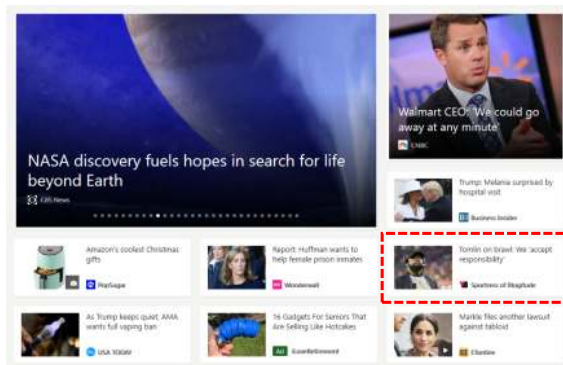 NASA discovery fuels hopes in search for life
beyond Earth
CBS News
Walmart CEO: 'We could go
away at any minute'
CNBC
Trump: Melania surprised by
hospital visit
Business Insider
Amazon's coolest Christmas
gifts
PopSugar
Report: Huffman wants to
help female prison inmates
Wonderwall
Tomlin on brawl: We 'accept
responsibility'
Sportress of Blogitude
As Trump keeps quiet, AMA
wants full vaping ban
USA TODAY
16 Gadgets For Seniors That
Are Selling Like Hotcakes
Ad
Markle files another lawsuit
against tabloid